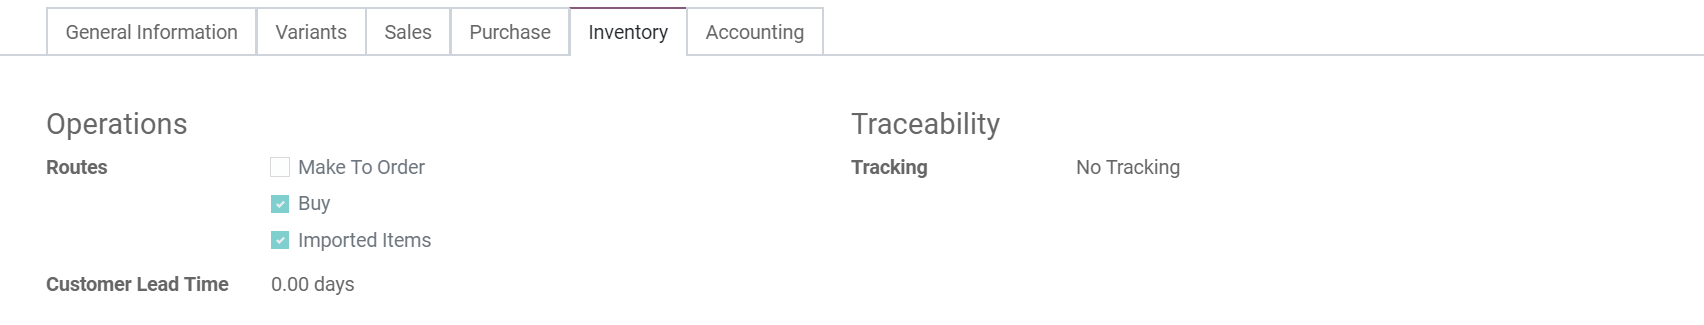 General Information Variants Sales Purchase Inventory Accounting
Operations
Routes Make To Order
Buy
Imported Items
Customer Lead Time 0.00 days
Traceability
Tracking No Tracking